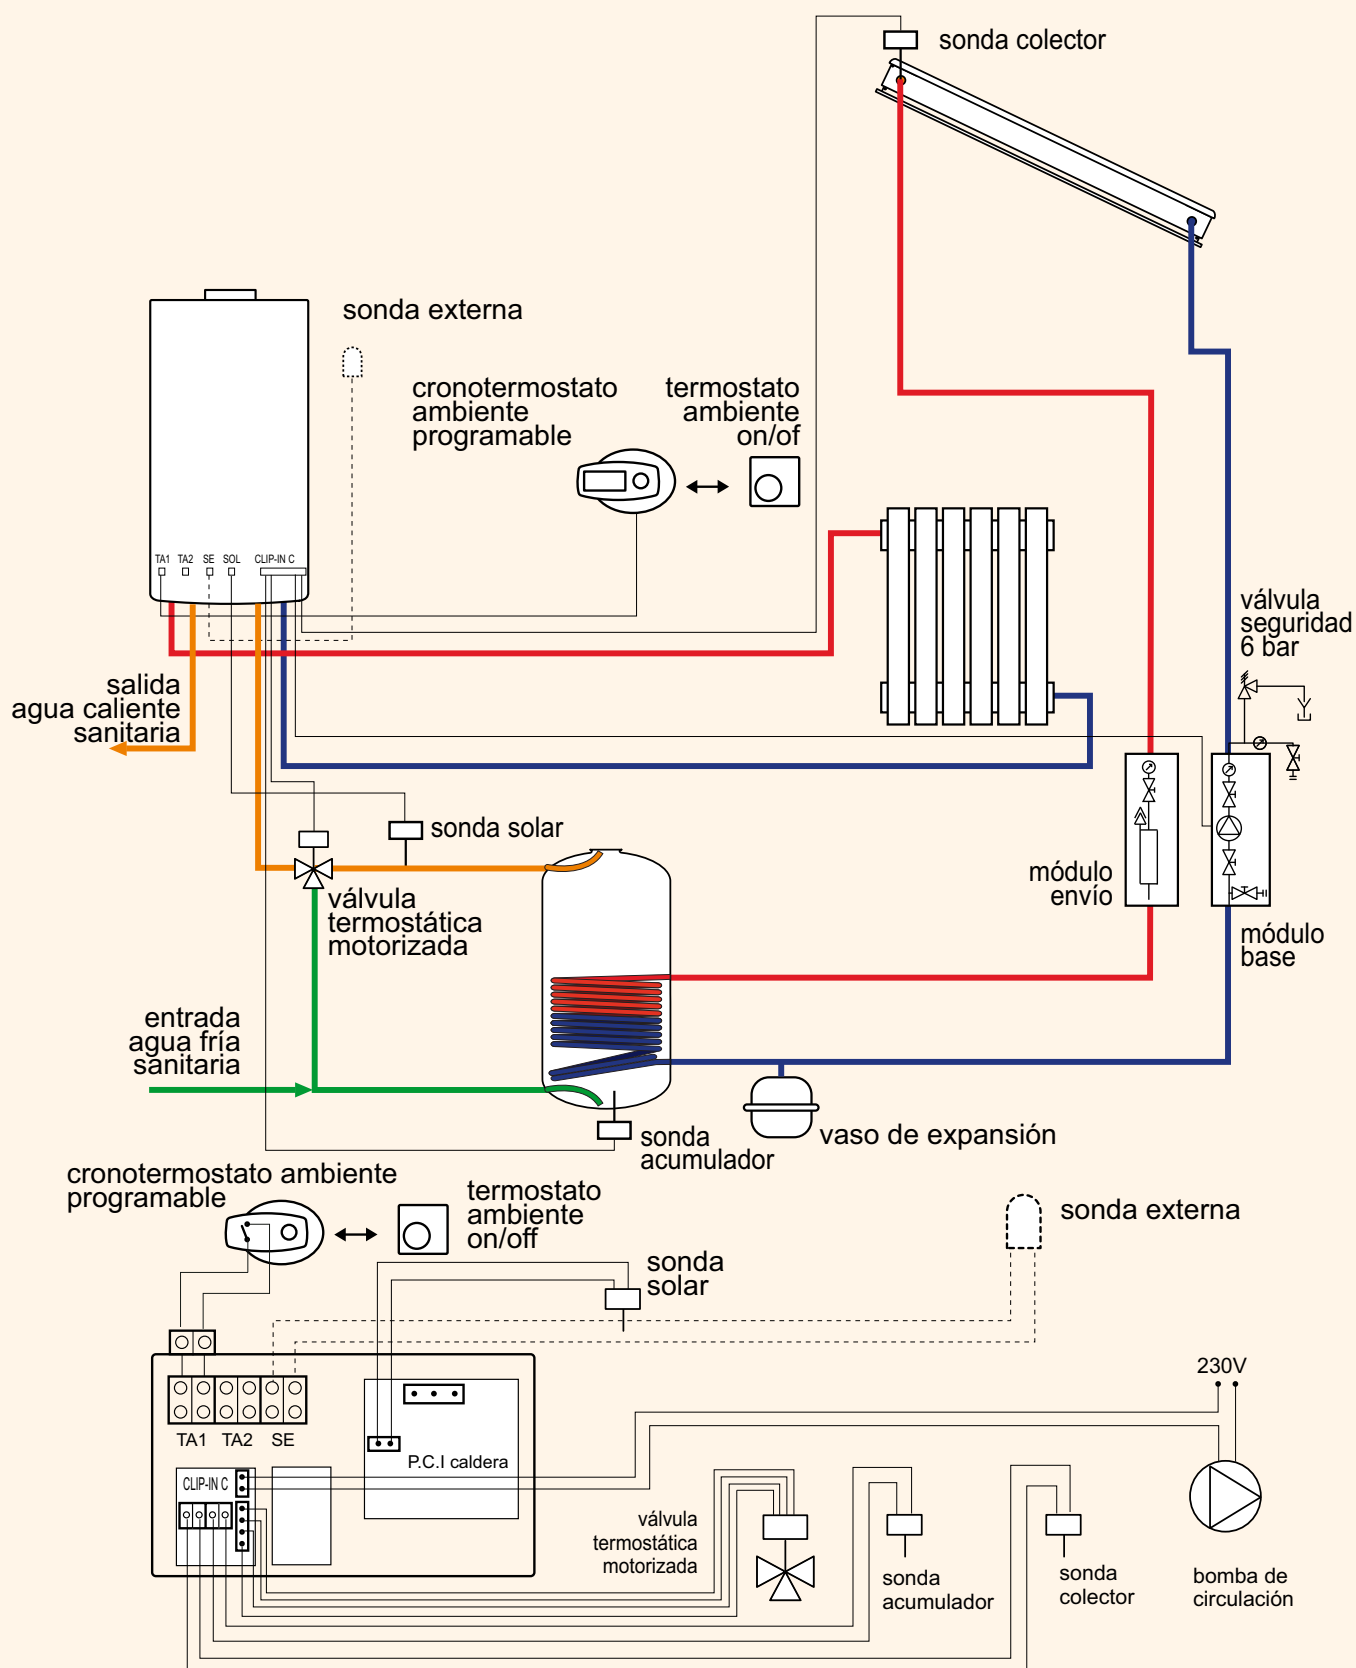 sonda colector
sonda externa
cronotermostato
ambiente
programable
termostato
ambiente
on/of
TA1 TA2 SE SOL CLIP-IN C
válvula
seguridad
6 bar
salida
agua caliente
sanitaria
sonda solar
módulo
envío
válvula
termostática
motorizada
módulo
base
entrada
agua fría
sanitaria
sonda
acumulador
vaso de expansión
cronotermostato ambiente
programable
termostato
ambiente
on/off
sonda externa
sonda
solar
230V
TA1 TA2 SE
P.C.I caldera
CLIP-IN C
válvula
termostática
motorizada
sonda
acumulador
sonda
colector
bomba de
circulación